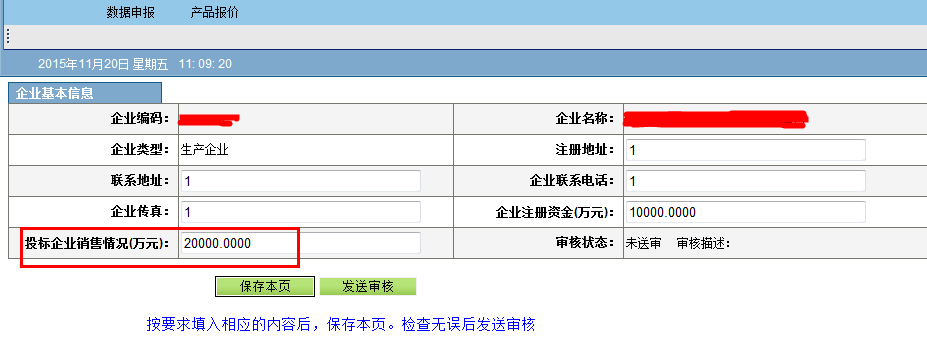 数据申报 产品报价
2015年11月20日 星期五 11:09:20
企业基本信息
企业编码： 企业名称：
企业类型： 生产企业 注册地址： 1
联系地址： 1 企业联系电话： 1
企业传真： 1 企业注册资金(万元)： 10000.0000
投标企业销售情况(万元)： 20000.0000 审核状态： 未送审 审核描述：
保存本页 发送审核
按要求填入相应的内容后，保存本页。检查无误后发送审核